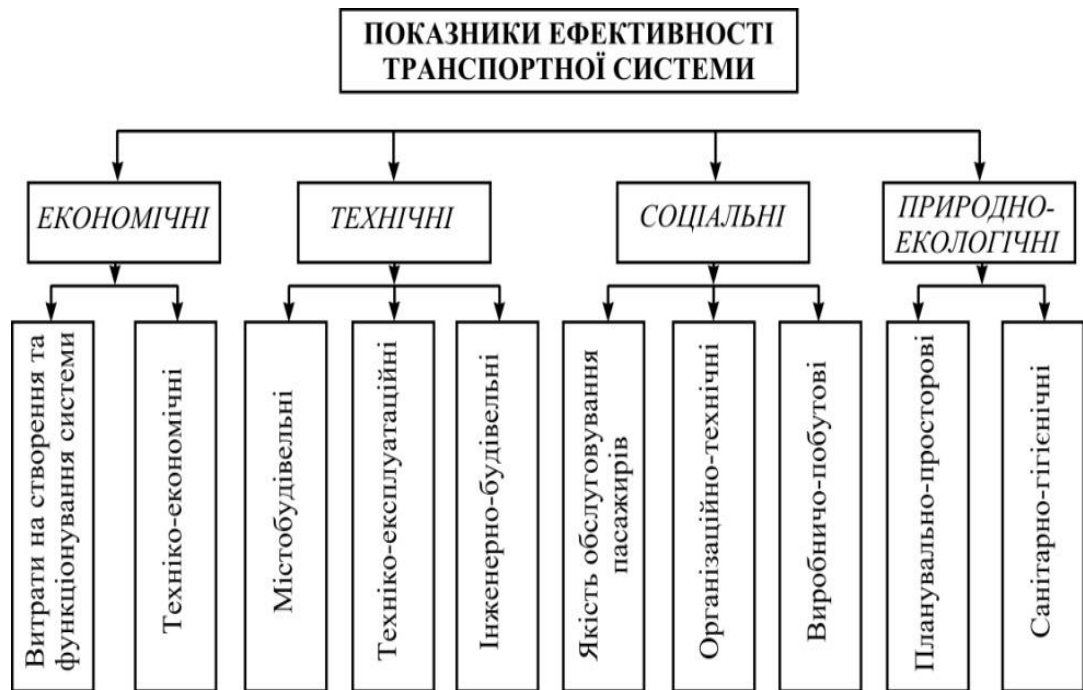 ПОКАЗНИКИ ЕФЕКТИВНОСТІ
ТРАНСПОРТНОЇ СИСТЕМИ
ЕКОНОМІЧНІ
ТЕХНІЧНІ
СОЦІАЛЬНІ
ПРИРОДНО-
ЕКОЛОГІЧНІ
Витрати на створення та
функціонування системи
Техніко-економічні
Містобудівельні
Техніко-експлуатаційні
Інженерно-будівельні
Якість обслуговування
пасажирів
Організаційно-технічні
Виробничо-побутові
Планувально-просторові
Санітарно-гігієнічні